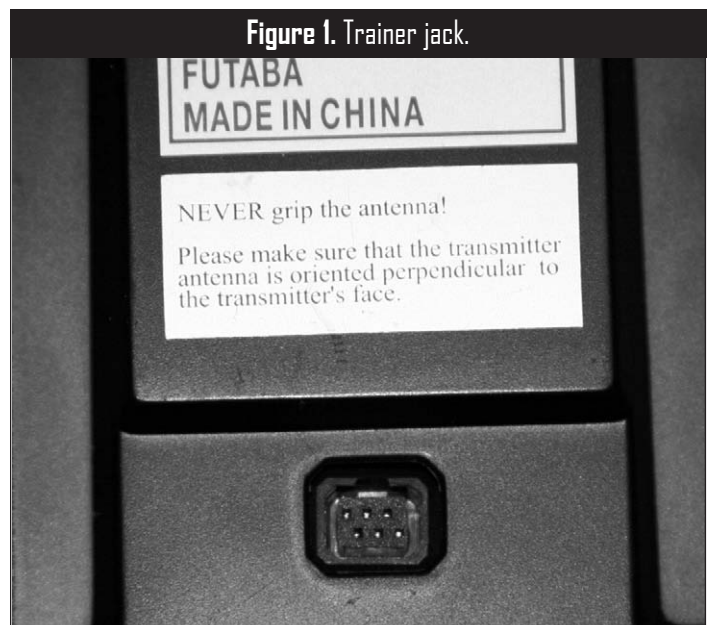 Figure 1. Trainer jack.
FUTABA
MADE IN CHINA
NEVER grip the antenna!
Please make sure that the transmitter
antenna is oriented perpendicular to
the transmitter's face.